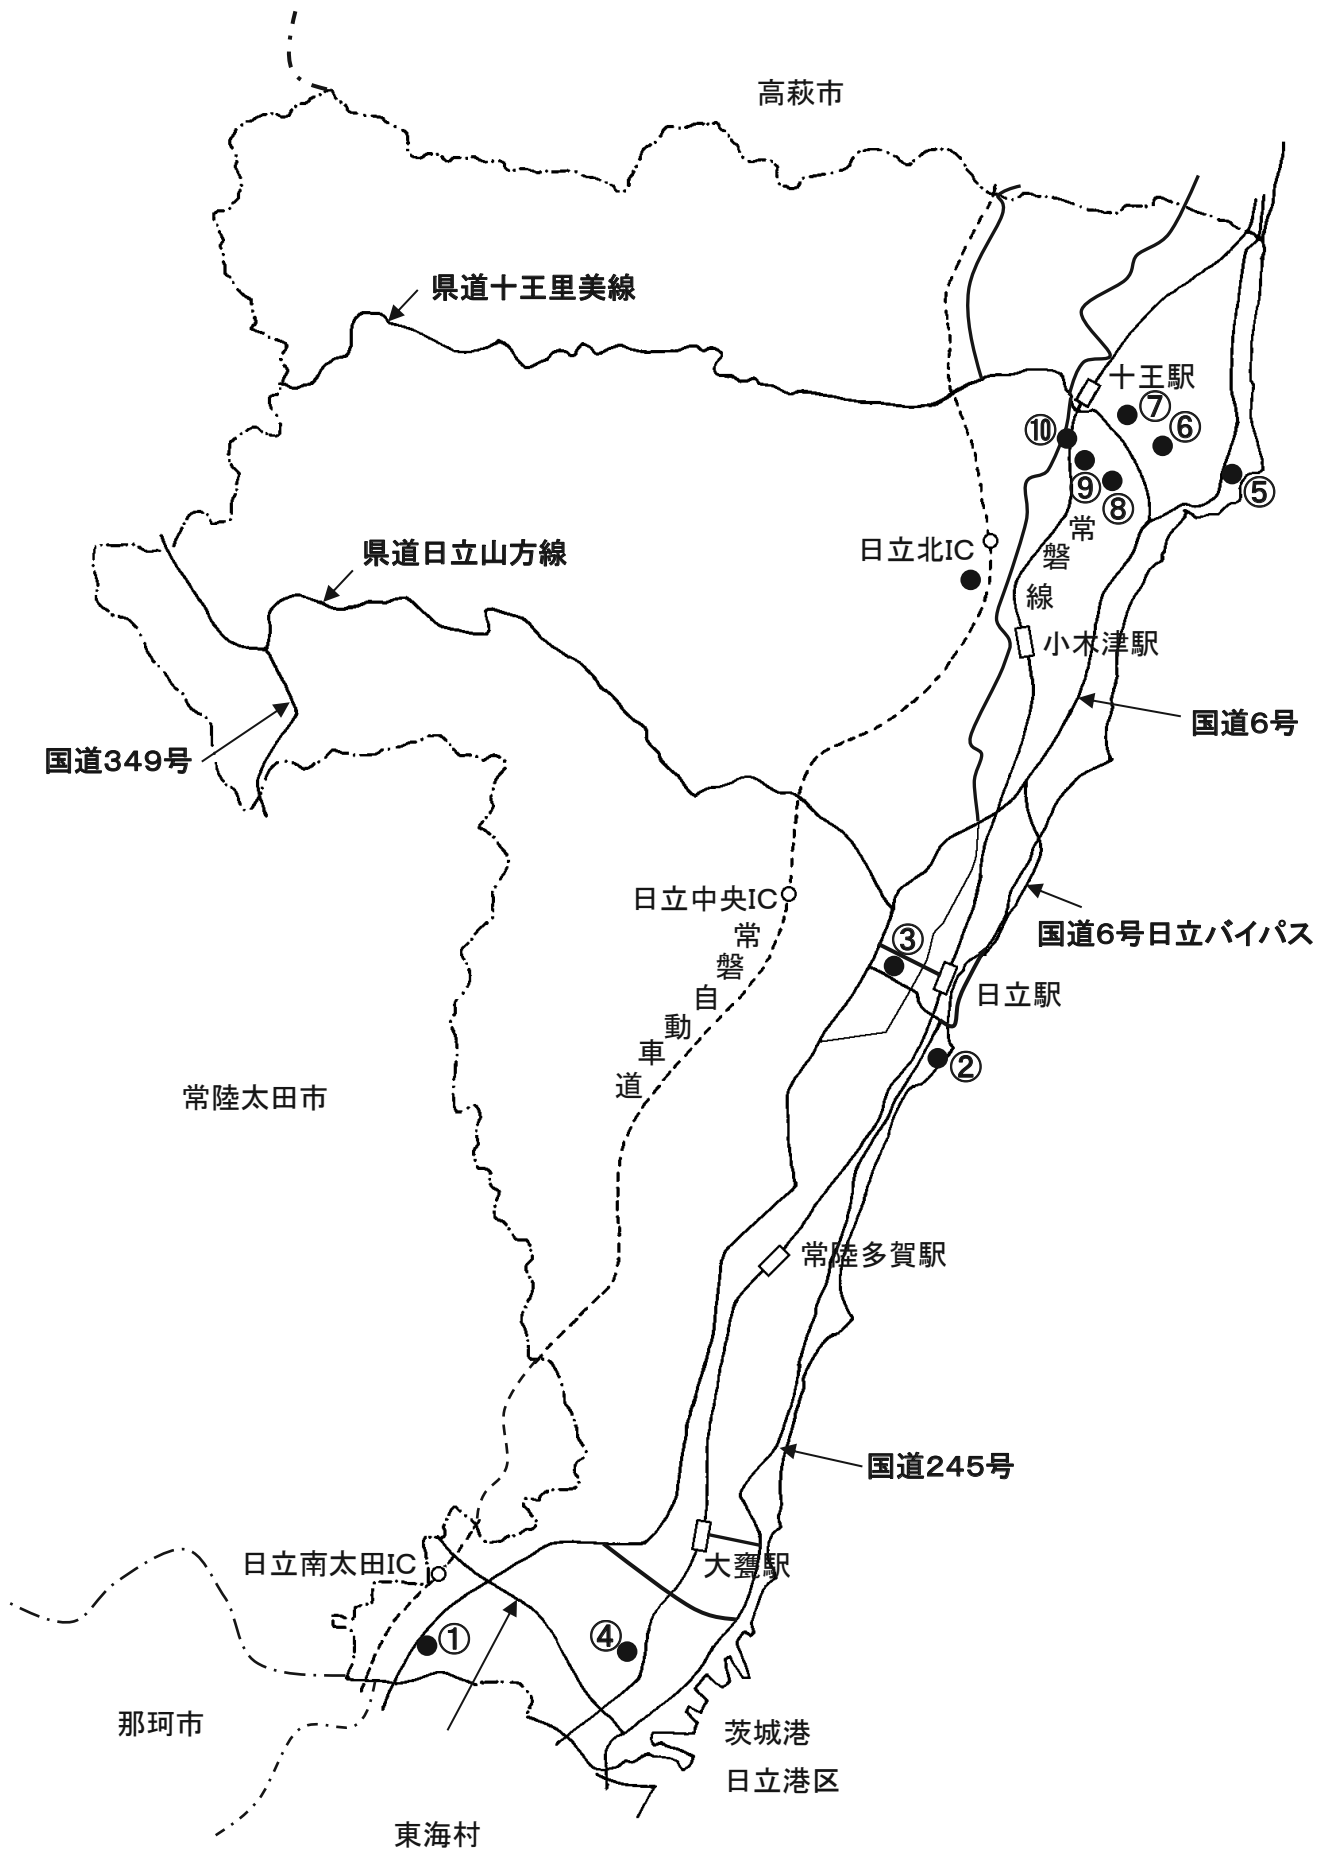 高萩市
県道十王里美線
十王駅
⑦
⑥
⑩
⑨
⑧
⑤
常磐線
日立北IC
県道日立山方線
小木津駅
国道6号
国道349号
日立中央IC
常磐自動車道
国道6号日立バイパス
③
日立駅
②
常陸太田市
常陸多賀駅
国道245号
日立南太田IC
大甕駅
①
④
那珂市
茨城港
日立港区
東海村